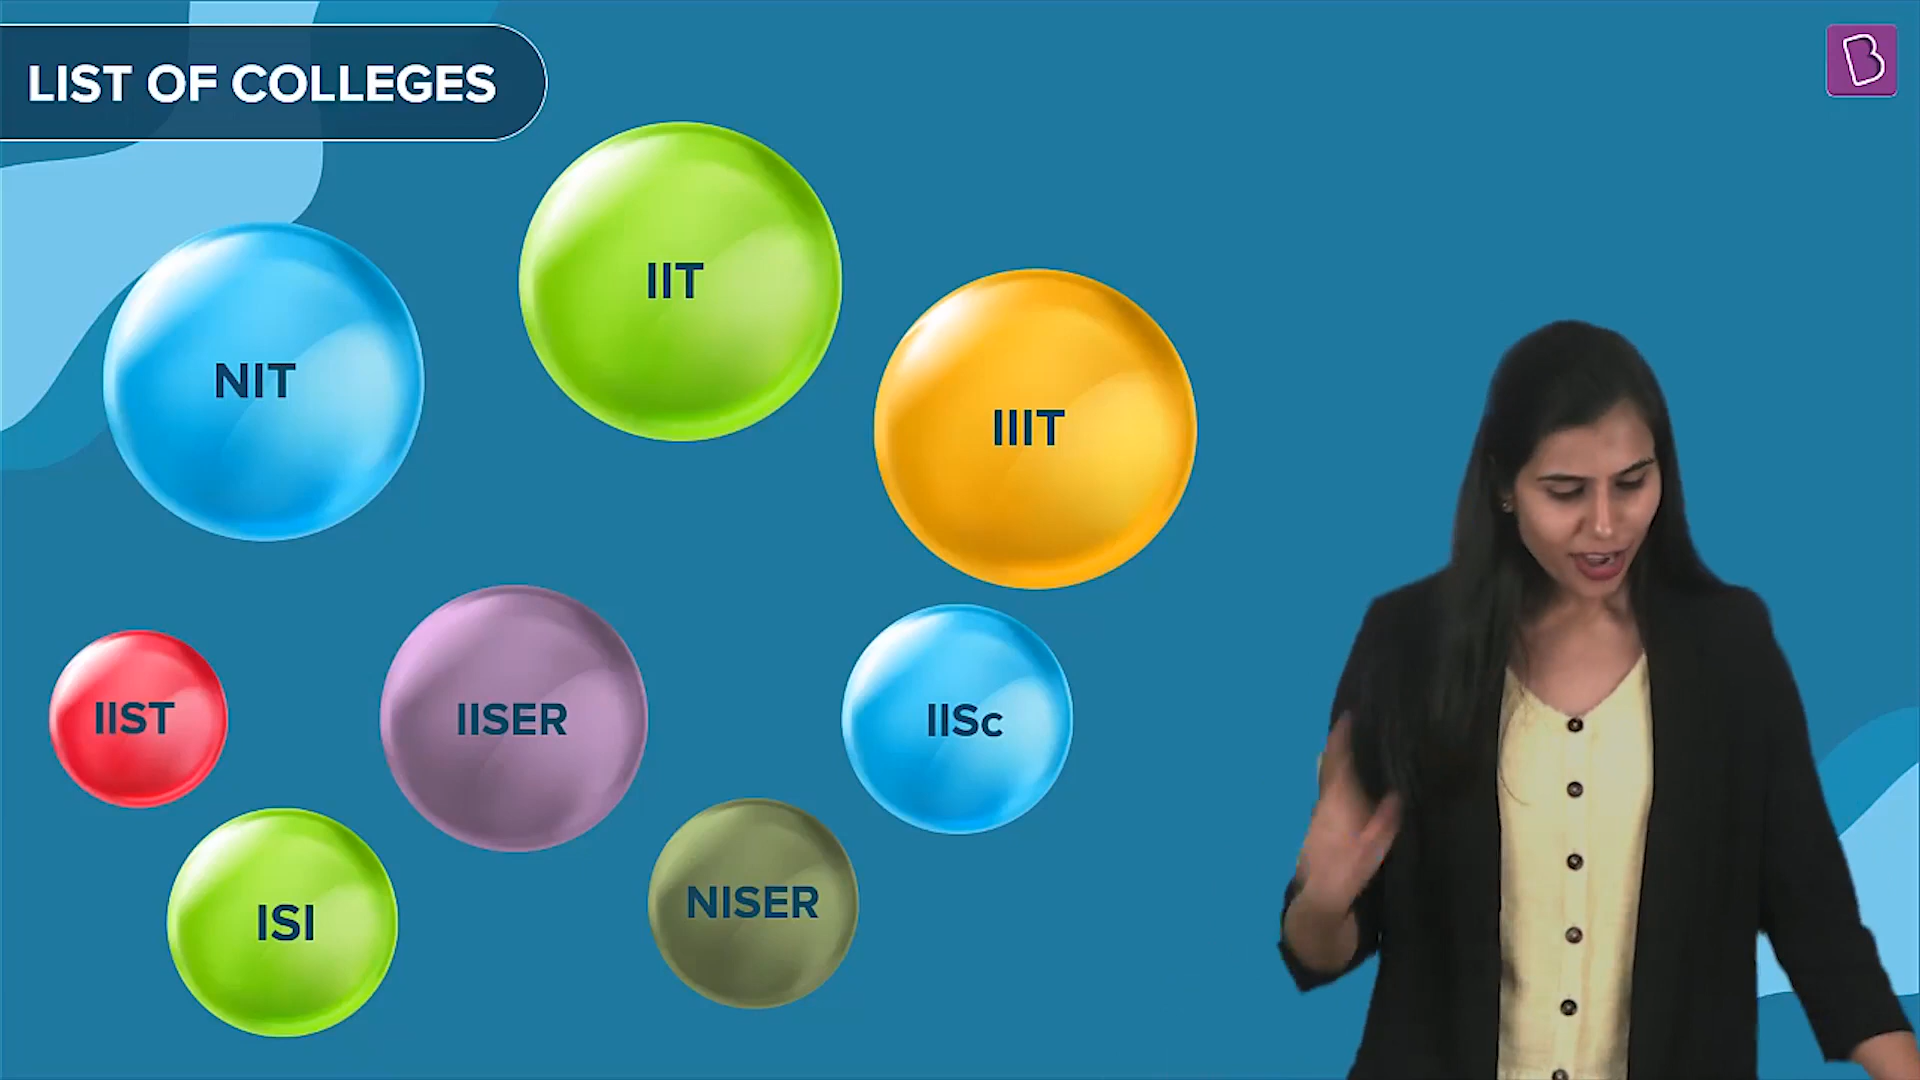 LIST OF COLLEGES
IIT
NIT
IIIT
IIST
IISER
IISc
NISER
ISI
B